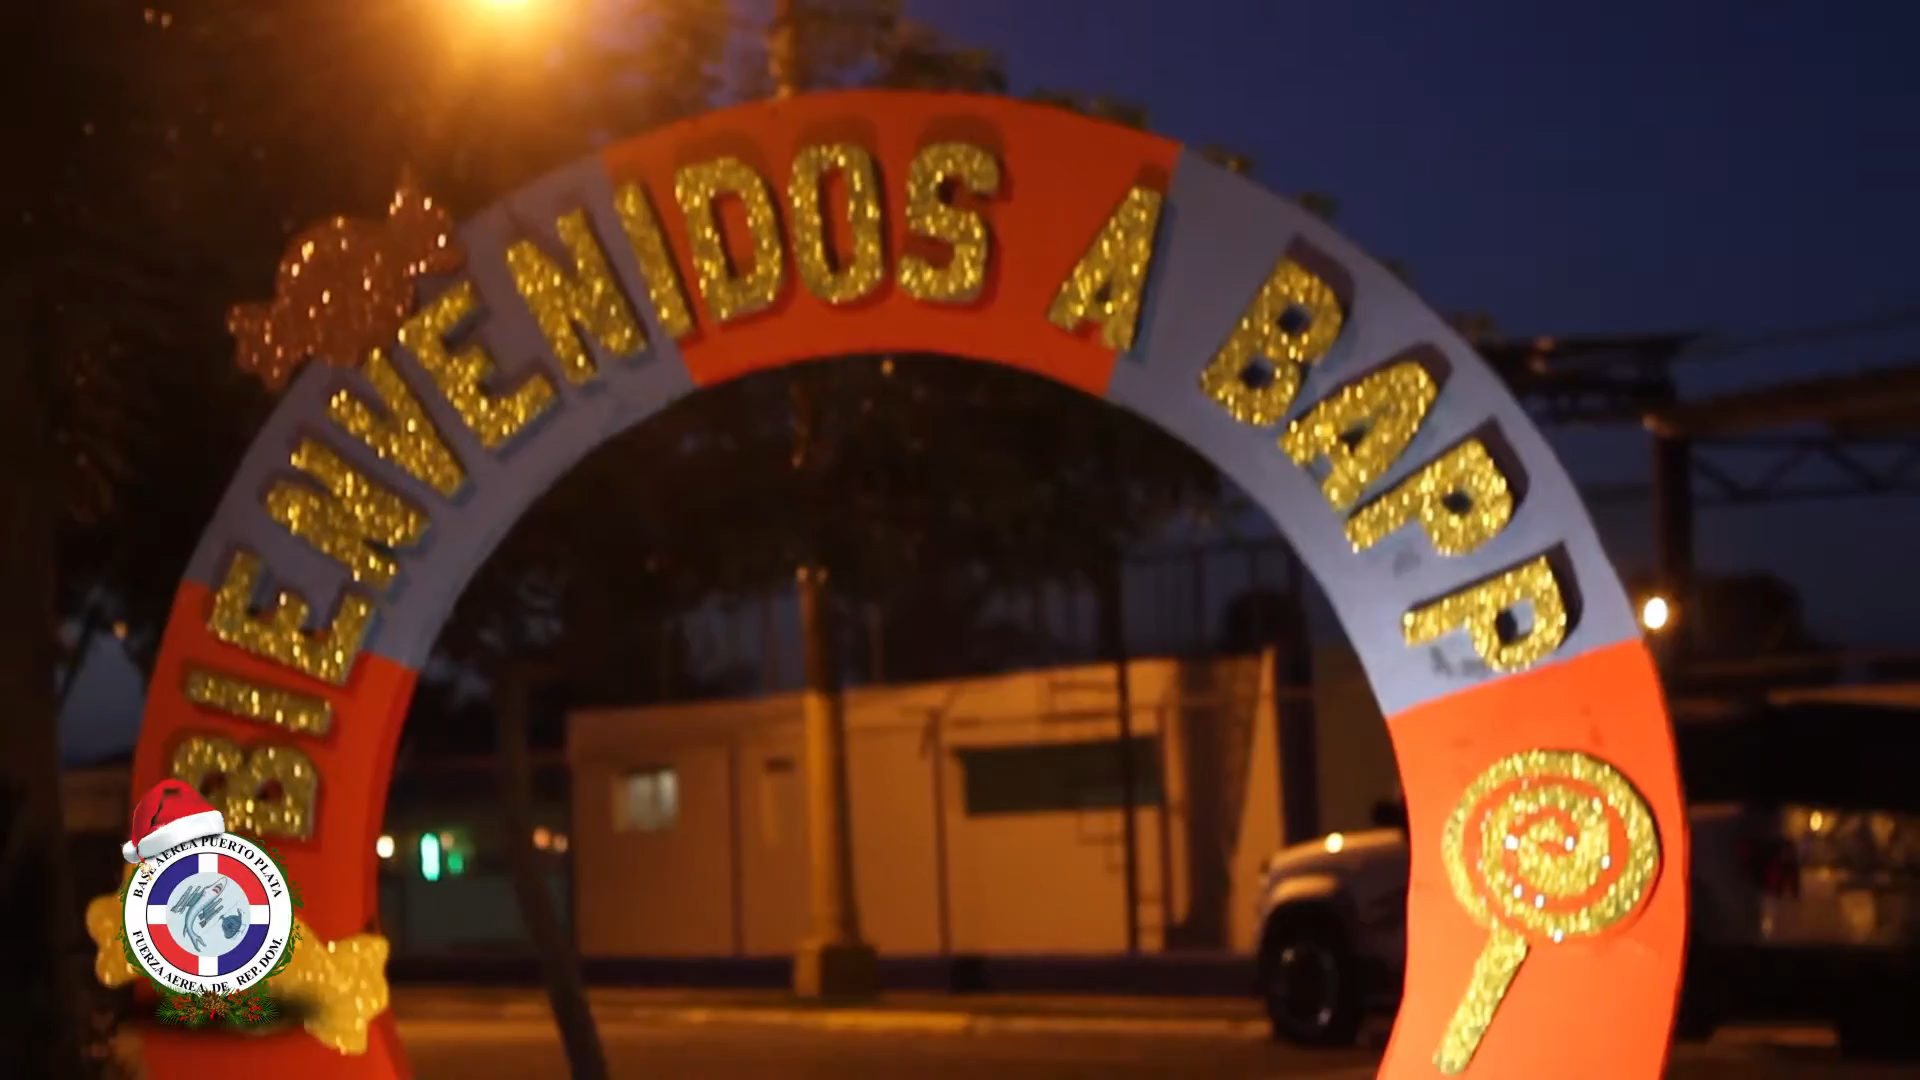 BIENVENIDOS A BAPP
BASE AEREA PUERTO PLATA
FUERZA AEREA DE REP. DOM.